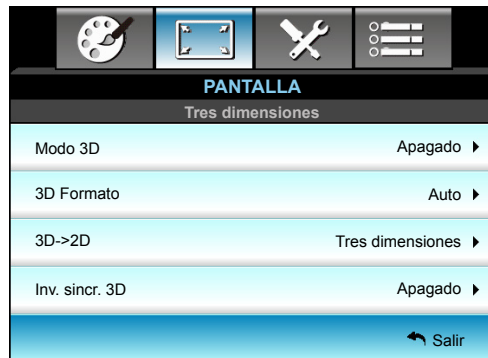 PANTALLA
Tres dimensiones
Modo 3D Apagado
3D Formato Auto
3D->2D Tres dimensiones
Inv. sincr. 3D Apagado
Salir